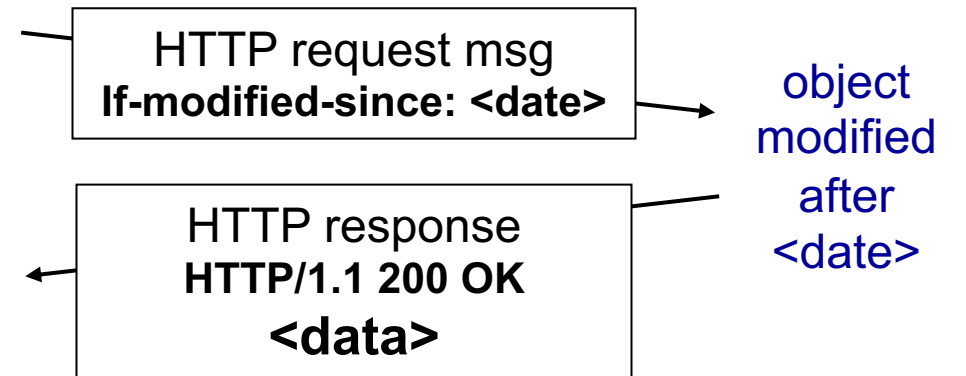 HTTP request msg
If-modified-since: <date>
object
modified
after
<date>
HTTP response
HTTP/1.1 200 OK
<data>